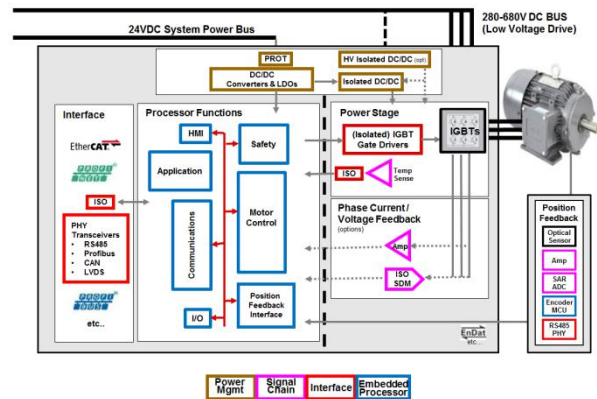 24VDC System Power Bus
280-680V DC BUS
(Low Voltage Drive)
PROT
HV Isolated DC/DC (opt)
DC/DC
Converters & LDOs
Isolated DC/DC
Interface
EtherCAT
PROFI
NET
ISO
PHY
Transceivers
• RS485
• Profibus
• CAN
• LVDS
PROFI
BUS
etc..
Processor Functions
HMI
Safety
Application
Motor
Control
Communications
I/O
Position
Feedback
Interface
Power Stage
(Isolated) IGBT
Gate Drivers
IGBTs
ISO
Temp
Sense
Phase Current /
Voltage Feedback
(options)
Amp
ISO
SDM
EnDat
etc...
Position
Feedback
Optical
Sensor
Amp
SAR
ADC
Encoder
MCU
RS485
PHY
Power
Mgmt
Signal
Chain
Interface
Embedded
Processor